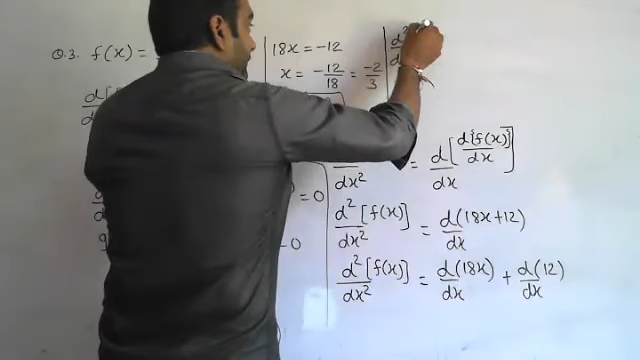 Q.3. f(x) =
d
18x = -12
x = -12/18 = -2/3
= 0
0
d²
d
dx² = d/dx [d{f(x)}/dx]
d²[f(x)]/dx² = d(18x+12)/dx
d²[f(x)]/dx² = d(18x)/dx + d(12)/dx